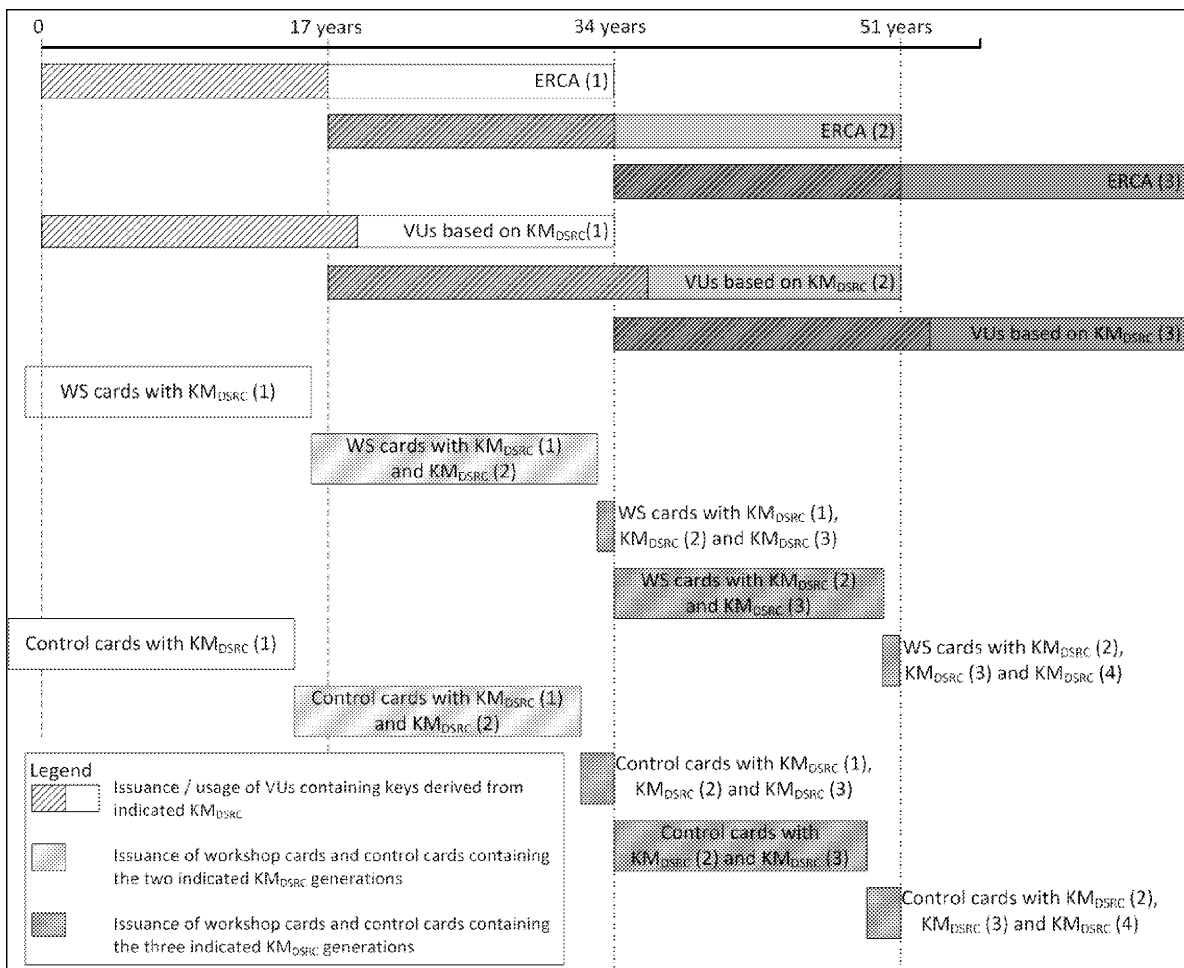 0
17 years
34 years
51 years
ERCA (1)
ERCA (2)
ERCA (3)
VUs based on KMDSRC(1)
VUs based on KMDSRC (2)
VUs based on KMDSRC (3)
WS cards with KMDSRC (1)
WS cards with KMDSRC (1)
and KMDSRC (2)
WS cards with KMDSRC (1),
KMDSRC (2) and KMDSRC (3)
WS cards with KMDSRC (2)
and KMDSRC (3)
Control cards with KMDSRC (1)
WS cards with KMDSRC (2),
KMDSRC (3) and KMDSRC (4)
Control cards with KMDSRC (1)
and KMDSRC (2)
Control cards with KMDSRC (1),
KMDSRC (2) and KMDSRC (3)
Control cards with
KMDSRC (2) and KMDSRC (3)
Control cards with KMDSRC (2),
KMDSRC (3) and KMDSRC (4)
Legend
Issuance / usage of VUs containing keys derived from
indicated KMDSRC
Issuance of workshop cards and control cards containing
the two indicated KMDSRC generations
Issuance of workshop cards and control cards containing
the three indicated KMDSRC generations